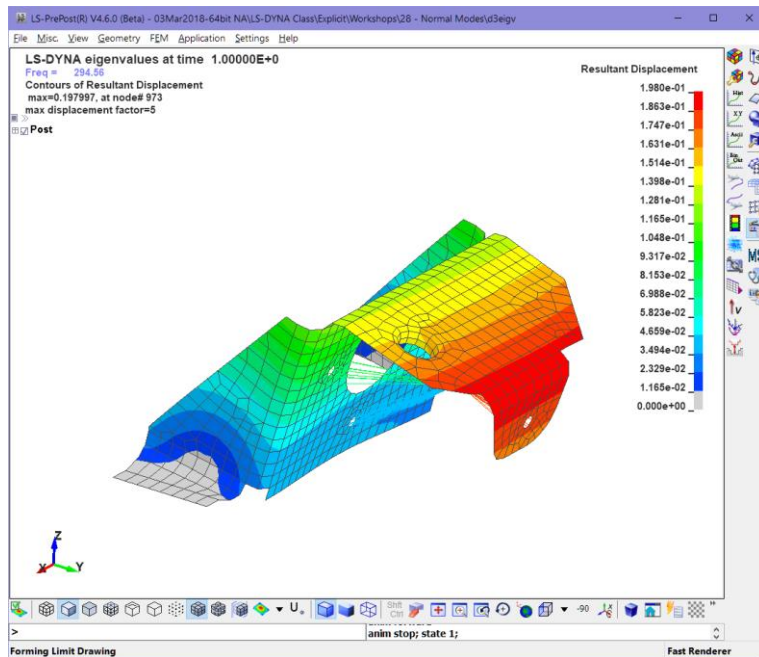 LS-PrePost(R) V4.6.0 (Beta) - 03Mar2018-64bit NA\LS-DYNA Class\Explicit\Workshops\28 - Normal Modes\d3eigv
File Misc. View Geometry FEM Application Settings Help
LS-DYNA eigenvalues at time 1.00000E+0
Freq = 294.56
Contours of Resultant Displacement
max=0.197997, at node# 973
max displacement factor=5
Post
Resultant Displacement
1.980e-01
1.863e-01
1.747e-01
1.631e-01
1.514e-01
1.398e-01
1.281e-01
1.165e-01
1.048e-01
9.317e-02
8.153e-02
6.988e-02
5.823e-02
4.659e-02
3.494e-02
2.329e-02
1.165e-02
0.000e+00
Hist
X,Y
Ascii
MS
Z
X
Y
Shft
Ctrl
-90
>
anim stop; state 1;
Forming Limit Drawing
Fast Renderer